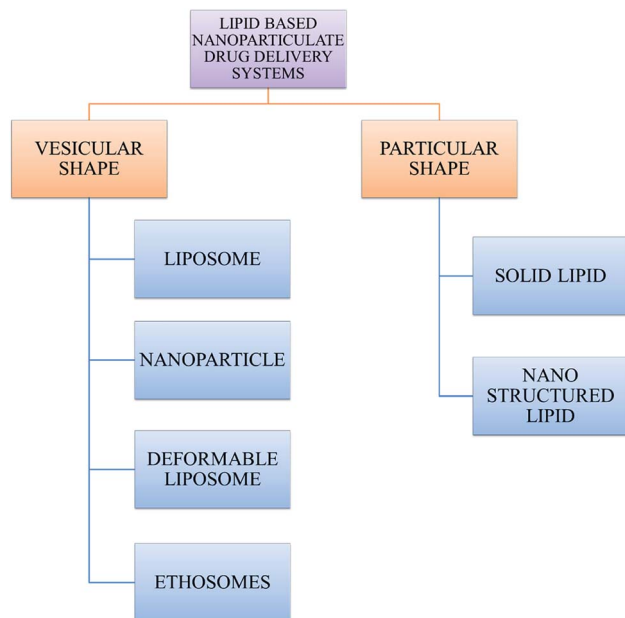 LIPID BASED
NANOPARTICULATE
DRUG DELIVERY
SYSTEMS
VESICULAR
SHAPE
PARTICULAR
SHAPE
LIPOSOME
NANOPARTICLE
DEFORMABLE
LIPOSOME
ETHOSOMES
SOLID LIPID
NANO
STRUCTURED
LIPID